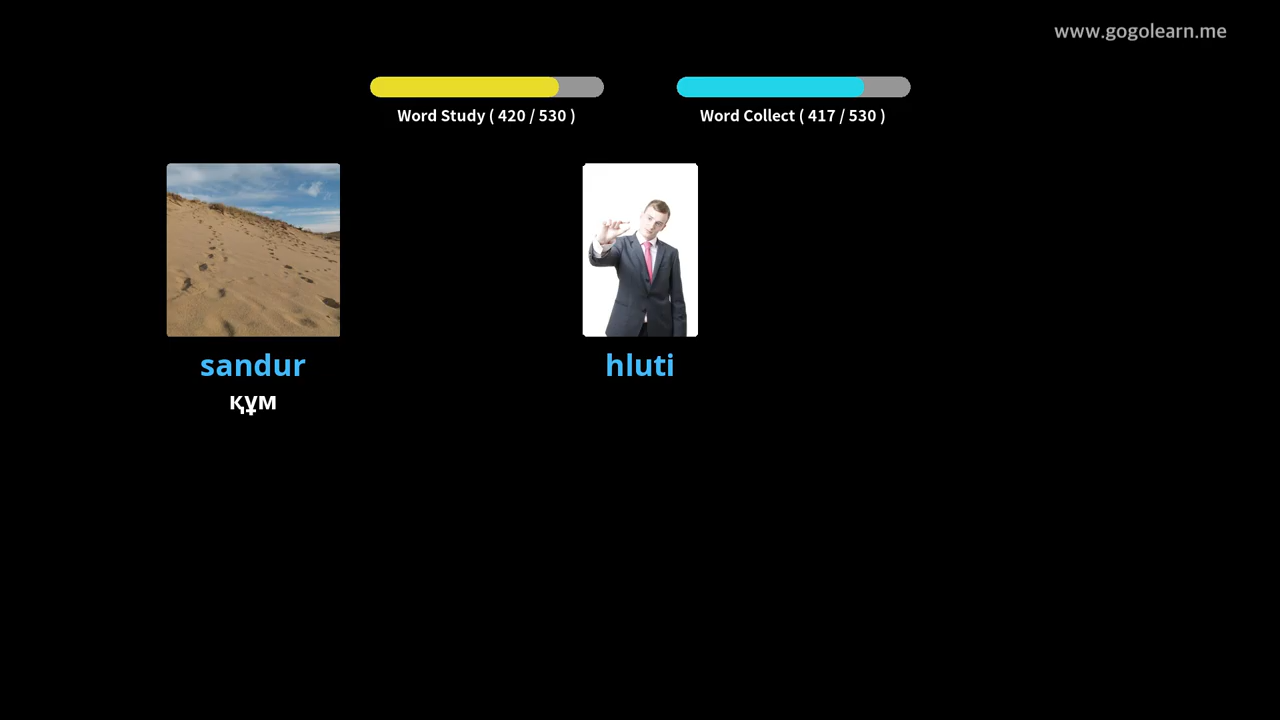 www.gogolearn.me
Word Study ( 420 / 530 )
Word Collect ( 417 / 530 )
sandur
құм
hluti